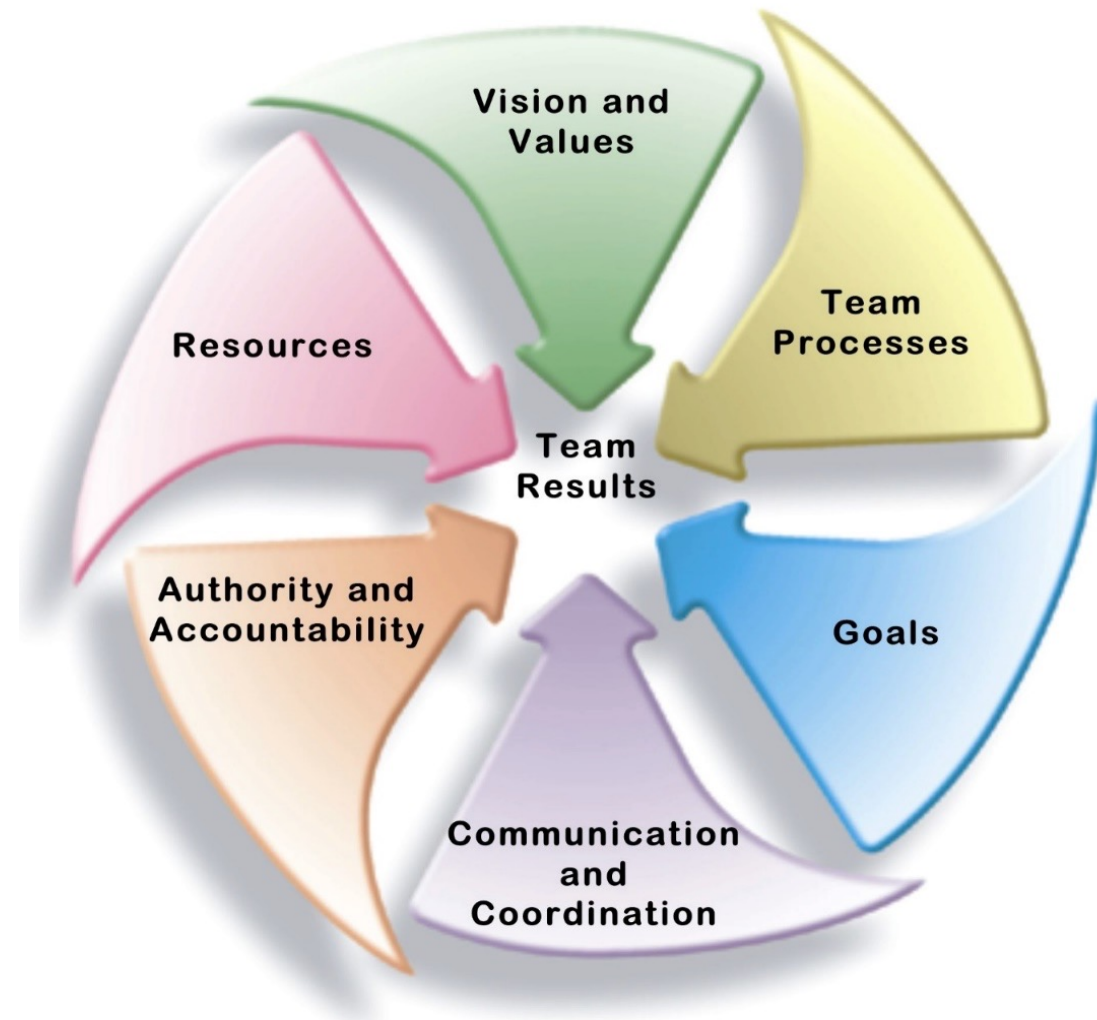 Vision and
Values
Team
Processes
Resources
Team
Results
Authority and
Accountability
Goals
Communication
and
Coordination